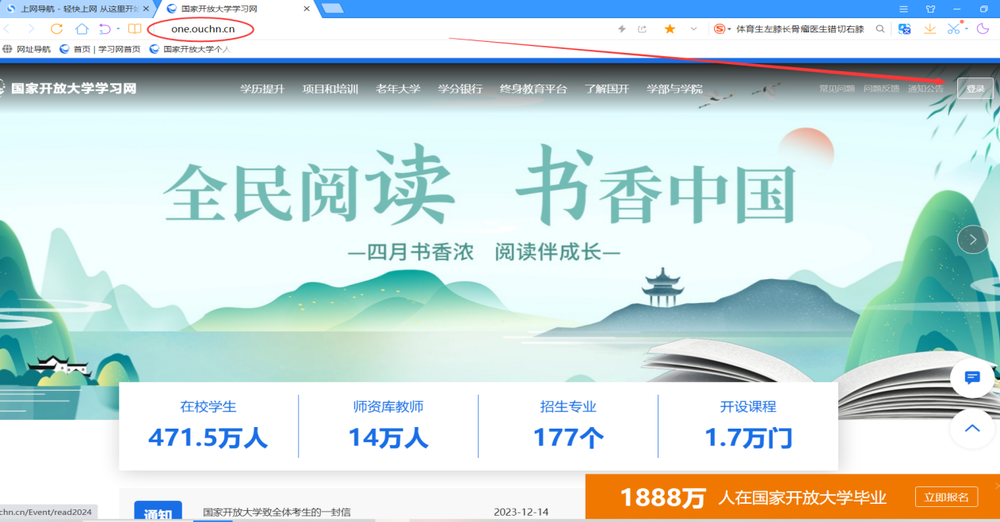 上网导航 - 轻快上网 从这里开始
国家开放大学学习网
one.ouchn.cn
体育生左膝长骨瘤医生错切右膝
网址导航
首页 | 学习网首页
国家开放大学个人
国家开放大学学习网
学历提升 项目和培训 老年大学 学分银行 终身教育平台 了解国开 学部与学院
常见问题 问题反馈 通知公告 登录
全民阅读 书香中国
—四月书香浓 阅读伴成长—
在校学生 师资库教师 招生专业 开设课程
471.5万人 14万人 177个 1.7万门
1888万 人在国家开放大学毕业 立即报名
通知 国家开放大学致全体考生的一封信 2023-12-14
chn.cn/Event/read2024